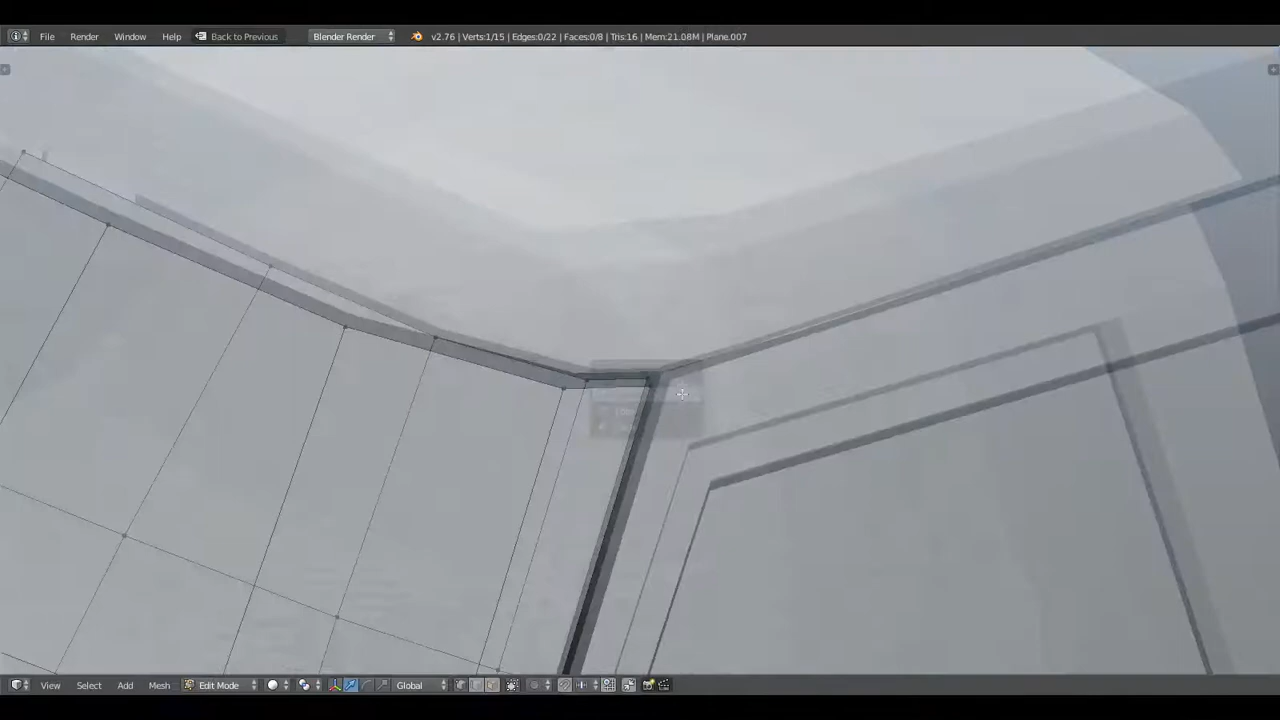 File Render Window Help Back to Previous Blender Render v2.76 | Verts:1/15 | Edges:0/22 | Faces:0/8 | Tris:16 | Mem:21.08M | Plane.007
View Select Add Mesh Edit Mode Global